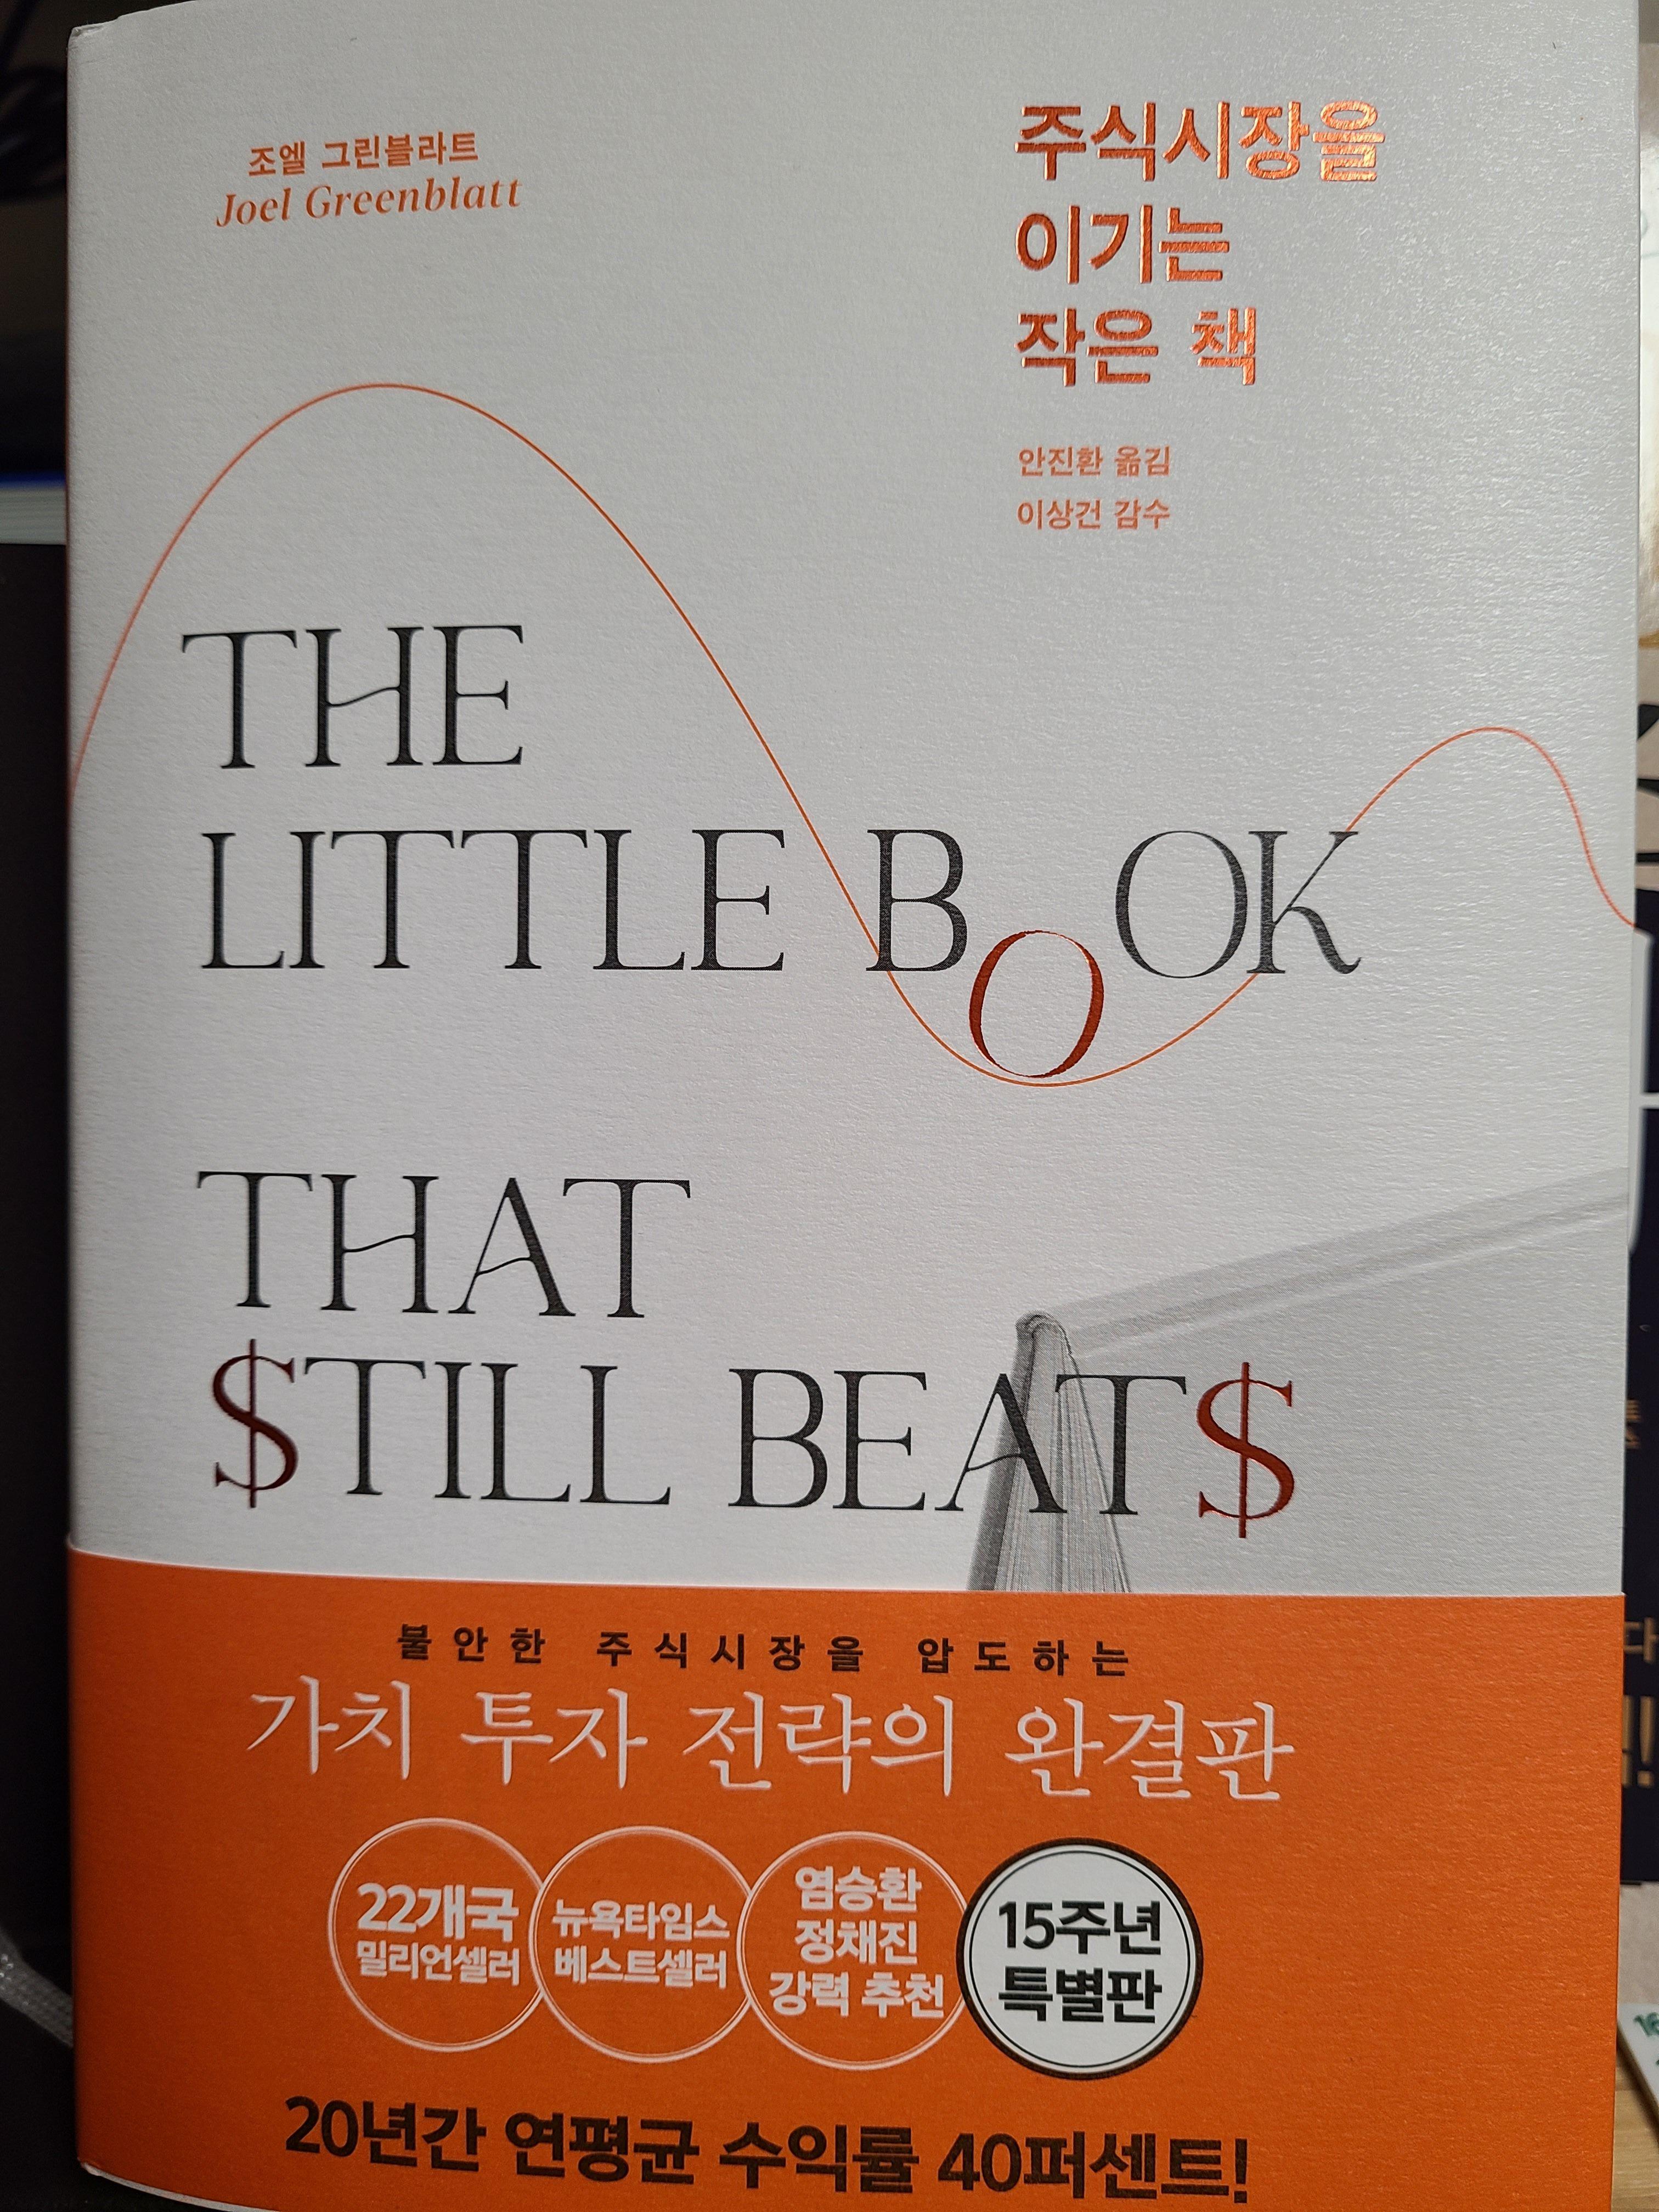 조엘 그린블라트
Joel Greenblatt
주식시장을
이기는
작은 책
안진환 옮김
이상건 감수
THE
LITTLE BOOK
THAT
$TILL BEAT$
불안한 주식시장을 압도하는
가치 투자 전략의 완결판
22개국
밀리언셀러
뉴욕타임스
베스트셀러
염승환
정채진
강력 추천
15주년
특별판
20년간 연평균 수익률 40퍼센트!
다
16